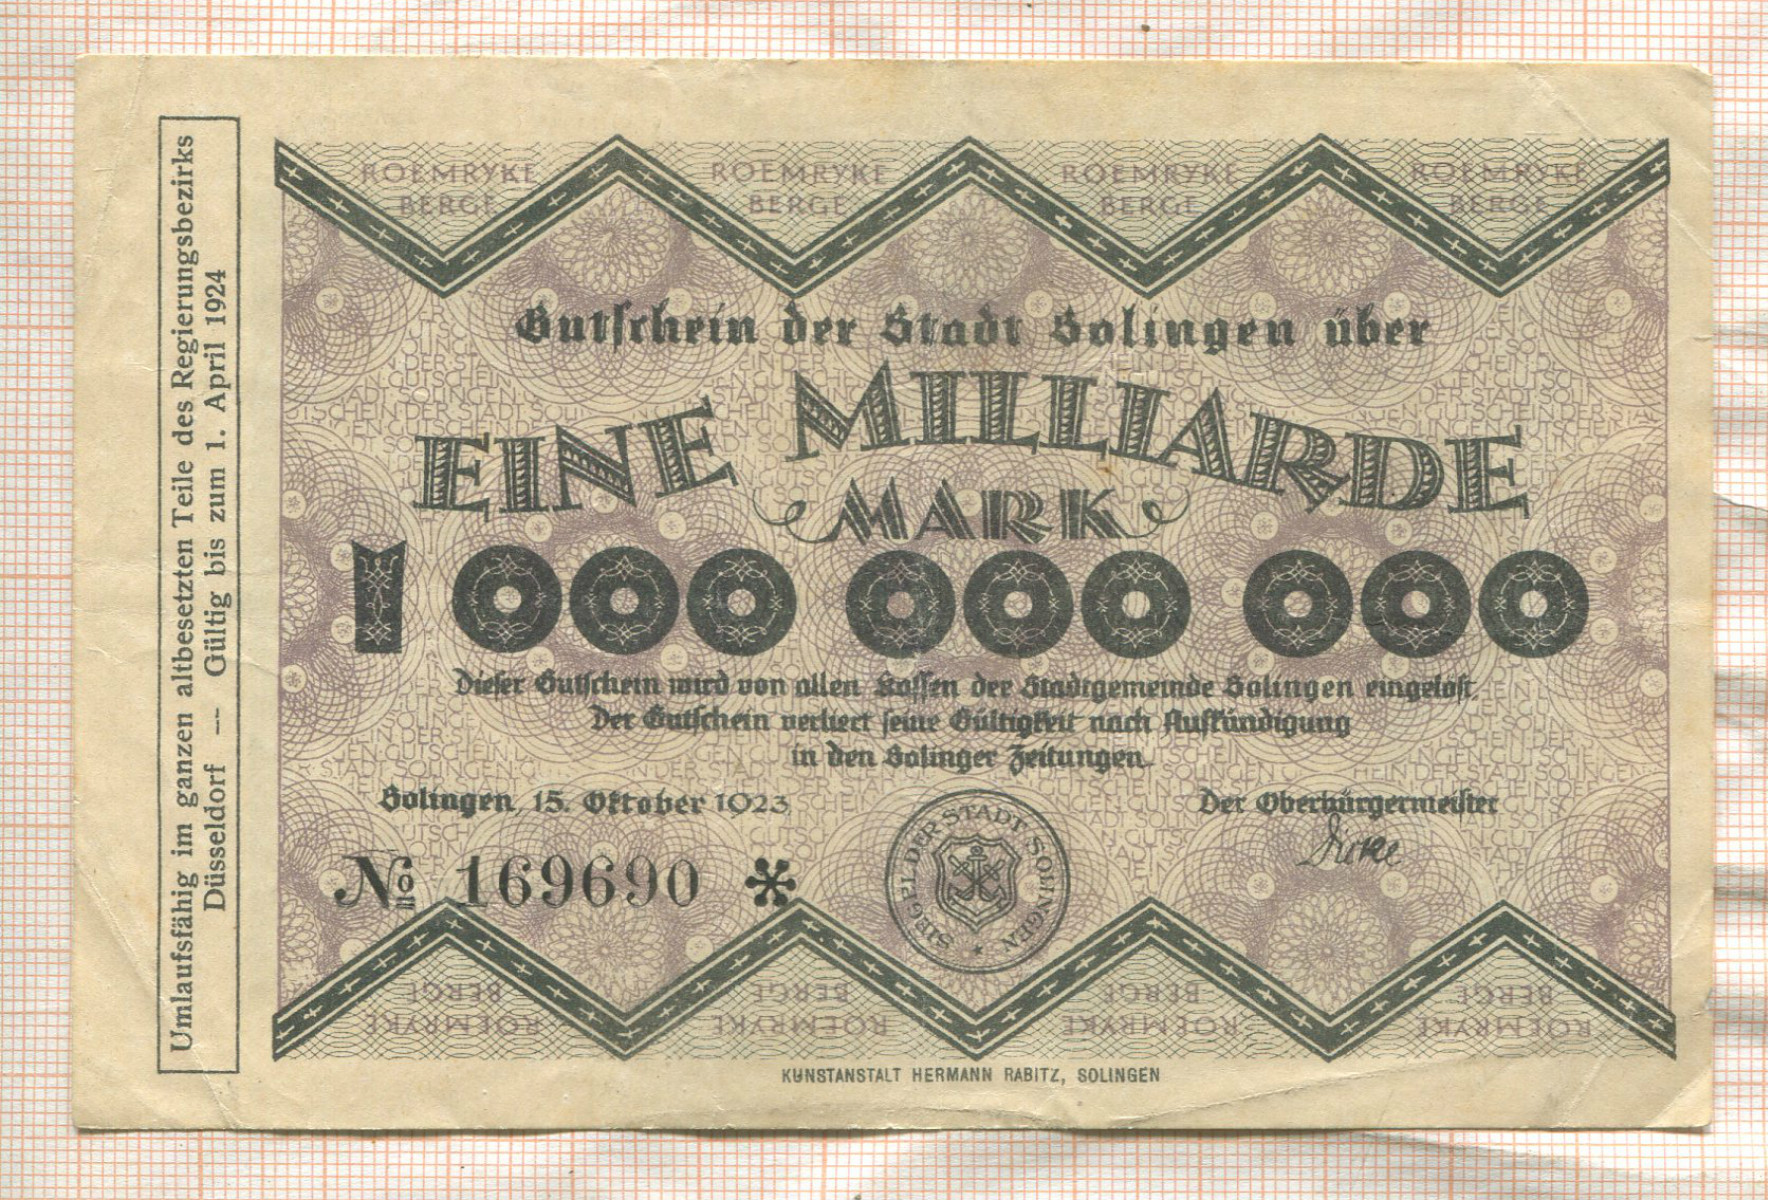 Umlaufsfähig im ganzen altbesetzten Teile des Regierungsbezirks
Düsseldorf — Gültig bis zum 1. April 1924
ROEMRYKE BERGE ROEMRYKE BERGE ROEMRYKE BERGE ROEMRYKE BERGE
Gutschein der Stadt Solingen über
EINE MILLIARDE
MARK
1 000 000 000
Dieser Gutschein wird von allen Kassen der Stadtgemeinde Solingen eingelöst.
Der Gutschein verliert seine Gültigkeit nach Aufkündigung
in den Solinger Zeitungen.
Solingen, 15. Oktober 1923
Der Oberbürgermeister
№ 169690 *
SIEGEL DER STADT SOLINGEN *
ROEMRYKE BERGE ROEMRYKE BERGE ROEMRYKE BERGE ROEMRYKE BERGE
KUNSTANSTALT HERMANN RABITZ, SOLINGEN